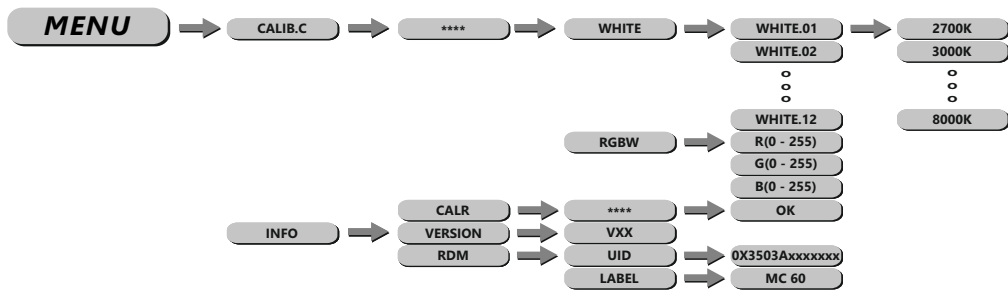 MENU CALIB.C **** WHITE WHITE.01 2700K
WHITE.02 3000K
WHITE.12 8000K
RGBW R(0 - 255)
G(0 - 255)
B(0 - 255)
CALR **** OK
INFO VERSION VXX
RDM UID 0X3503Axxxxxxx
LABEL MC 60